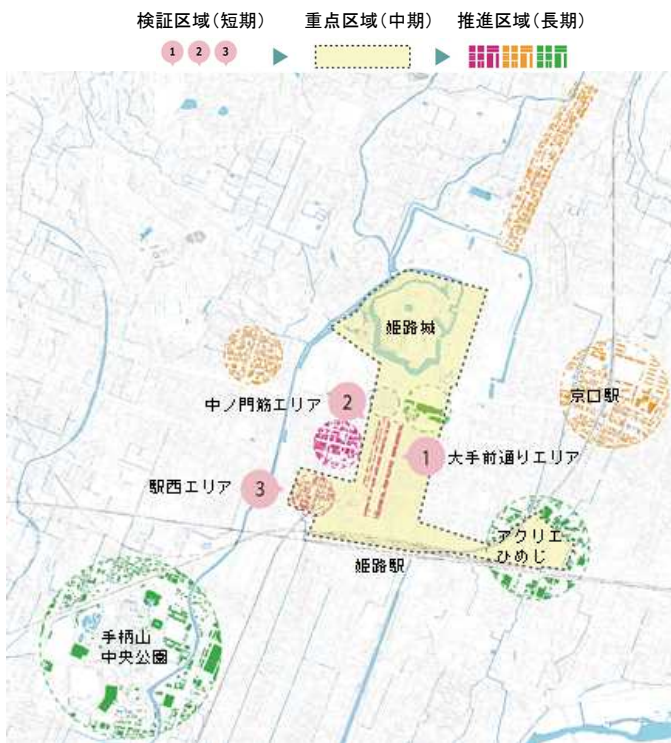 検証区域(短期) 重点区域(中期) 推進区域(長期)
1 2 3
姫路城
京口駅
中ノ門筋エリア 2
1 大手前通りエリア
駅西エリア 3
アクリエ
ひめじ
姫路駅
手柄山
中央公園